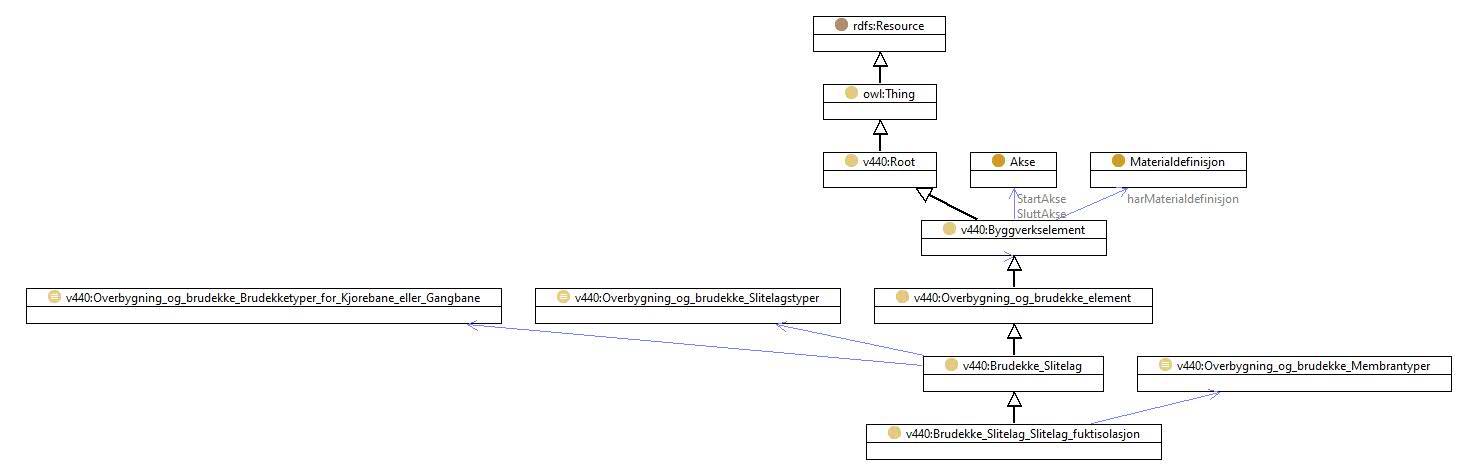 rdfs:Resource
owl:Thing
v440:Root
Akse
Materialdefinisjon
StartAkse
SluttAkse
harMaterialdefinisjon
v440:Byggverkselement
v440:Overbygning_og_brudekke_Brudekketyper_for_Kjorebane_eller_Gangbane
v440:Overbygning_og_brudekke_Slitelagstyper
v440:Overbygning_og_brudekke_element
v440:Brudekke_Slitelag
v440:Overbygning_og_brudekke_Membrantyper
v440:Brudekke_Slitelag_Slitelag_fuktisolasjon